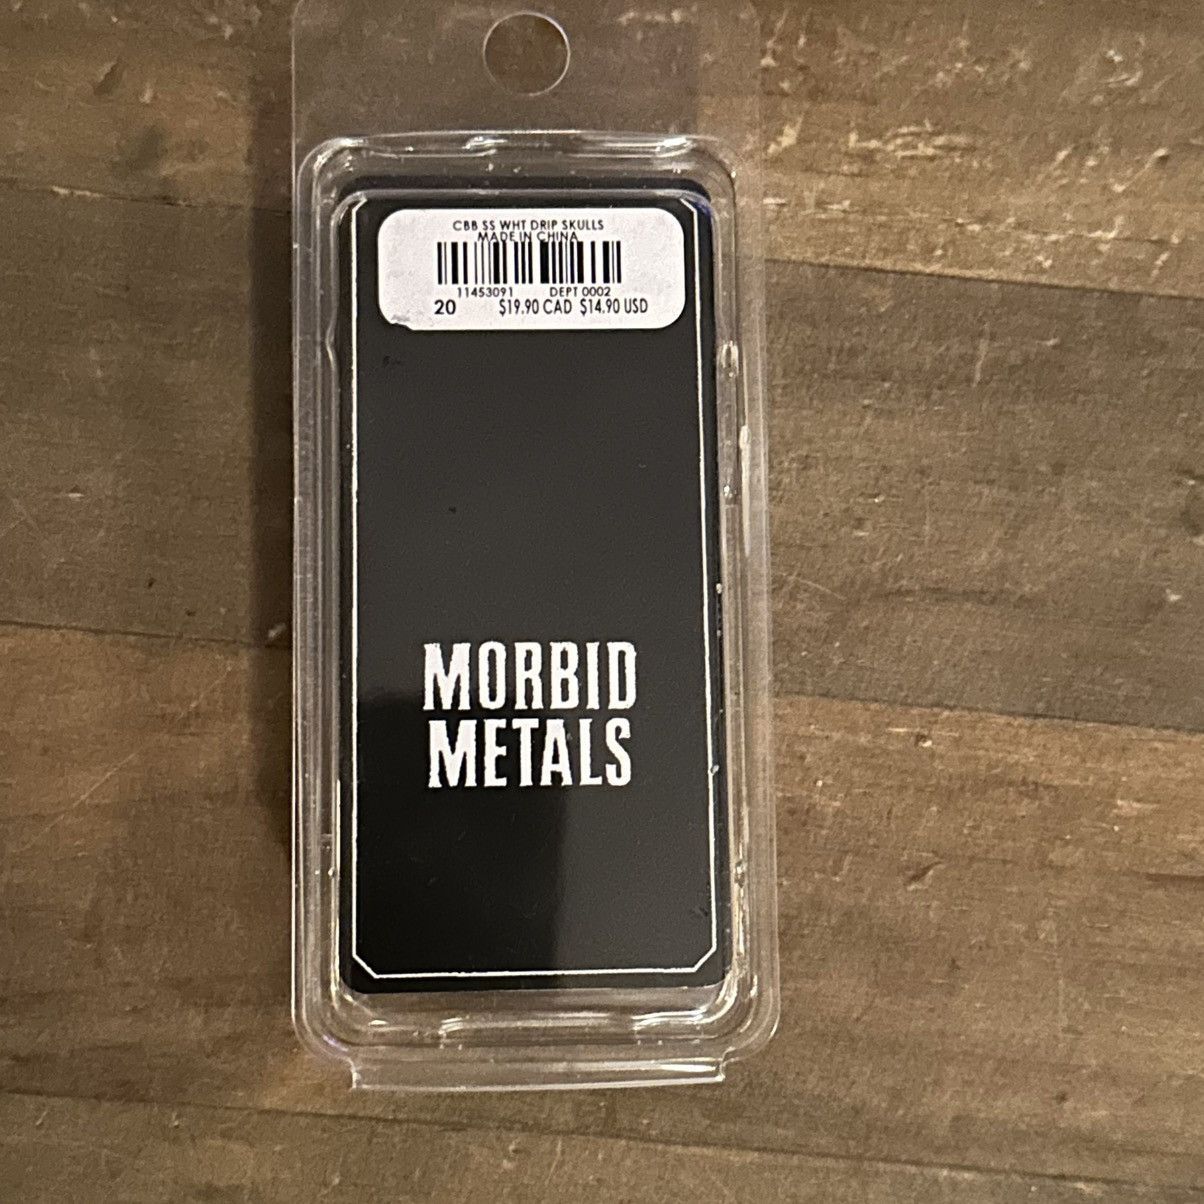 CBB SS WHT DRIP SKULLS
MADE IN CHINA
11453091 DEPT 0002
20 $19.90 CAD $14.90 USD
MORBID
METALS